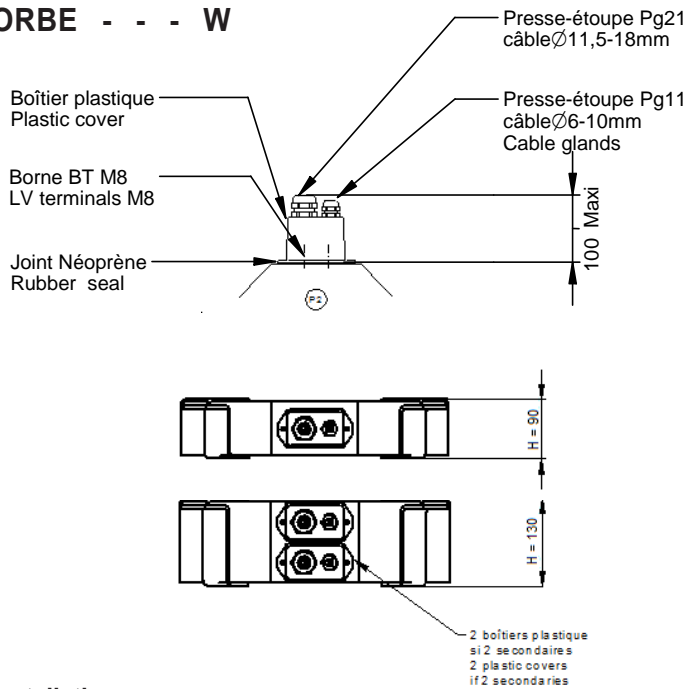 ORBE - - - W
Presse-étoupe Pg21
câble∅11,5-18mm
Boîtier plastique
Plastic cover
Presse-étoupe Pg11
câble∅6-10mm
Cable glands
Borne BT M8
LV terminals M8
100 Maxi
Joint Néoprène
Rubber seal
P2
H = 90
H = 130
2 boîtiers plastique
si 2 secondaires
2 plastic covers
if 2 secondaries